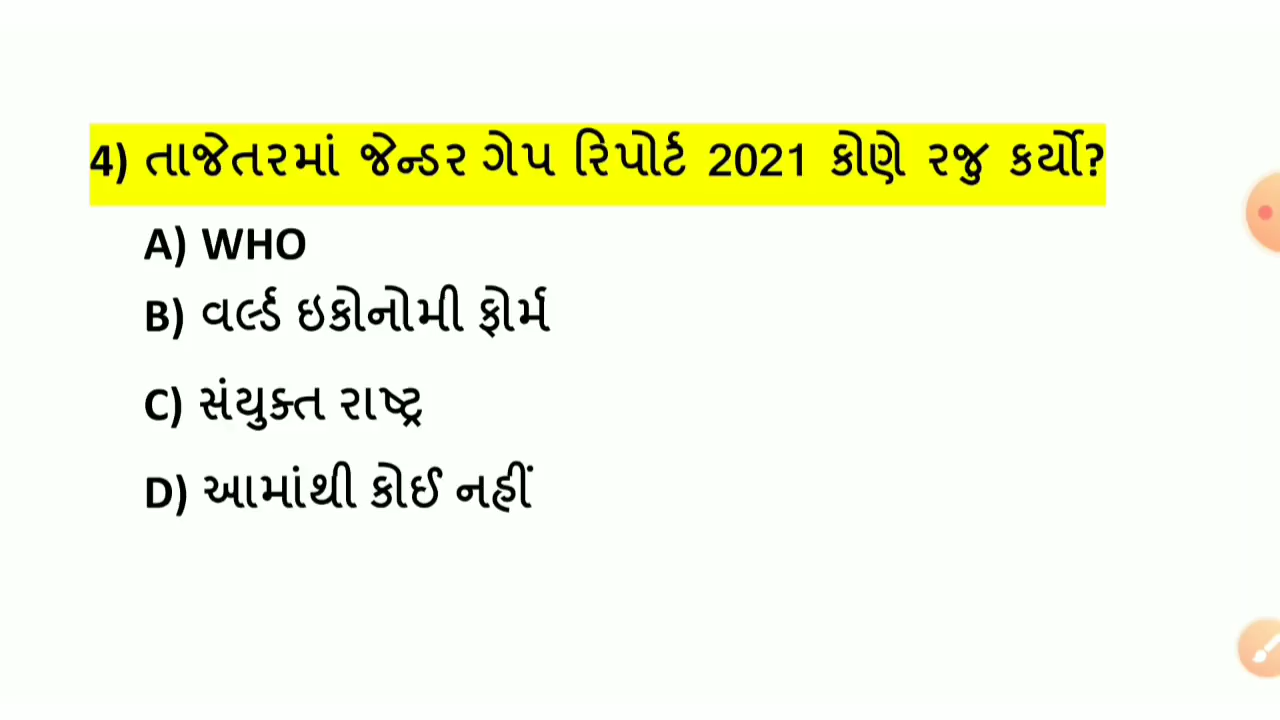 4) તાજેતરમાં જેન્ડર ગેપ રિપોર્ટ 2021 કોણે રજુ કર્યો?
A) WHO
B) વર્લ્ડ ઇકોનોમી ફોર્મ
C) સંયુક્ત રાષ્ટ્ર
D) આમાંથી કોઈ નહીં